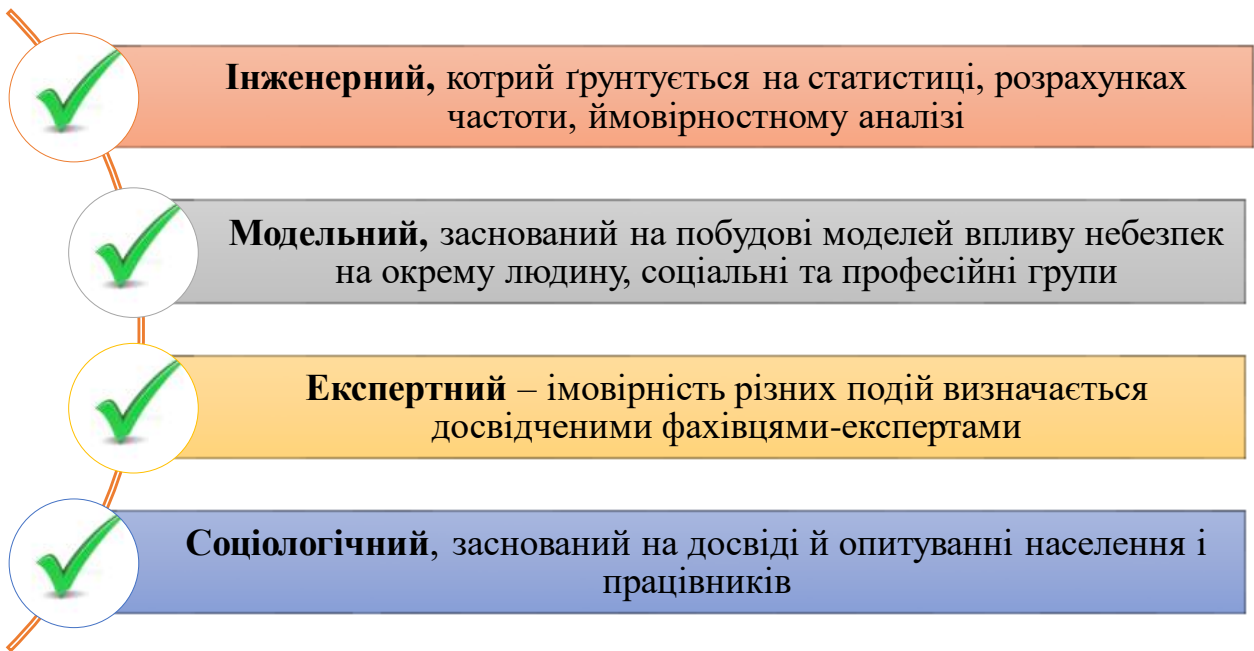 Інженерний, котрий ґрунтується на статистиці, розрахунках
частоти, ймовірностному аналізі
Модельний, заснований на побудові моделей впливу небезпек
на окрему людину, соціальні та професійні групи
Експертний – імовірність різних подій визначається
досвідченими фахівцями-експертами
Соціологічний, заснований на досвіді й опитуванні населення і
працівників